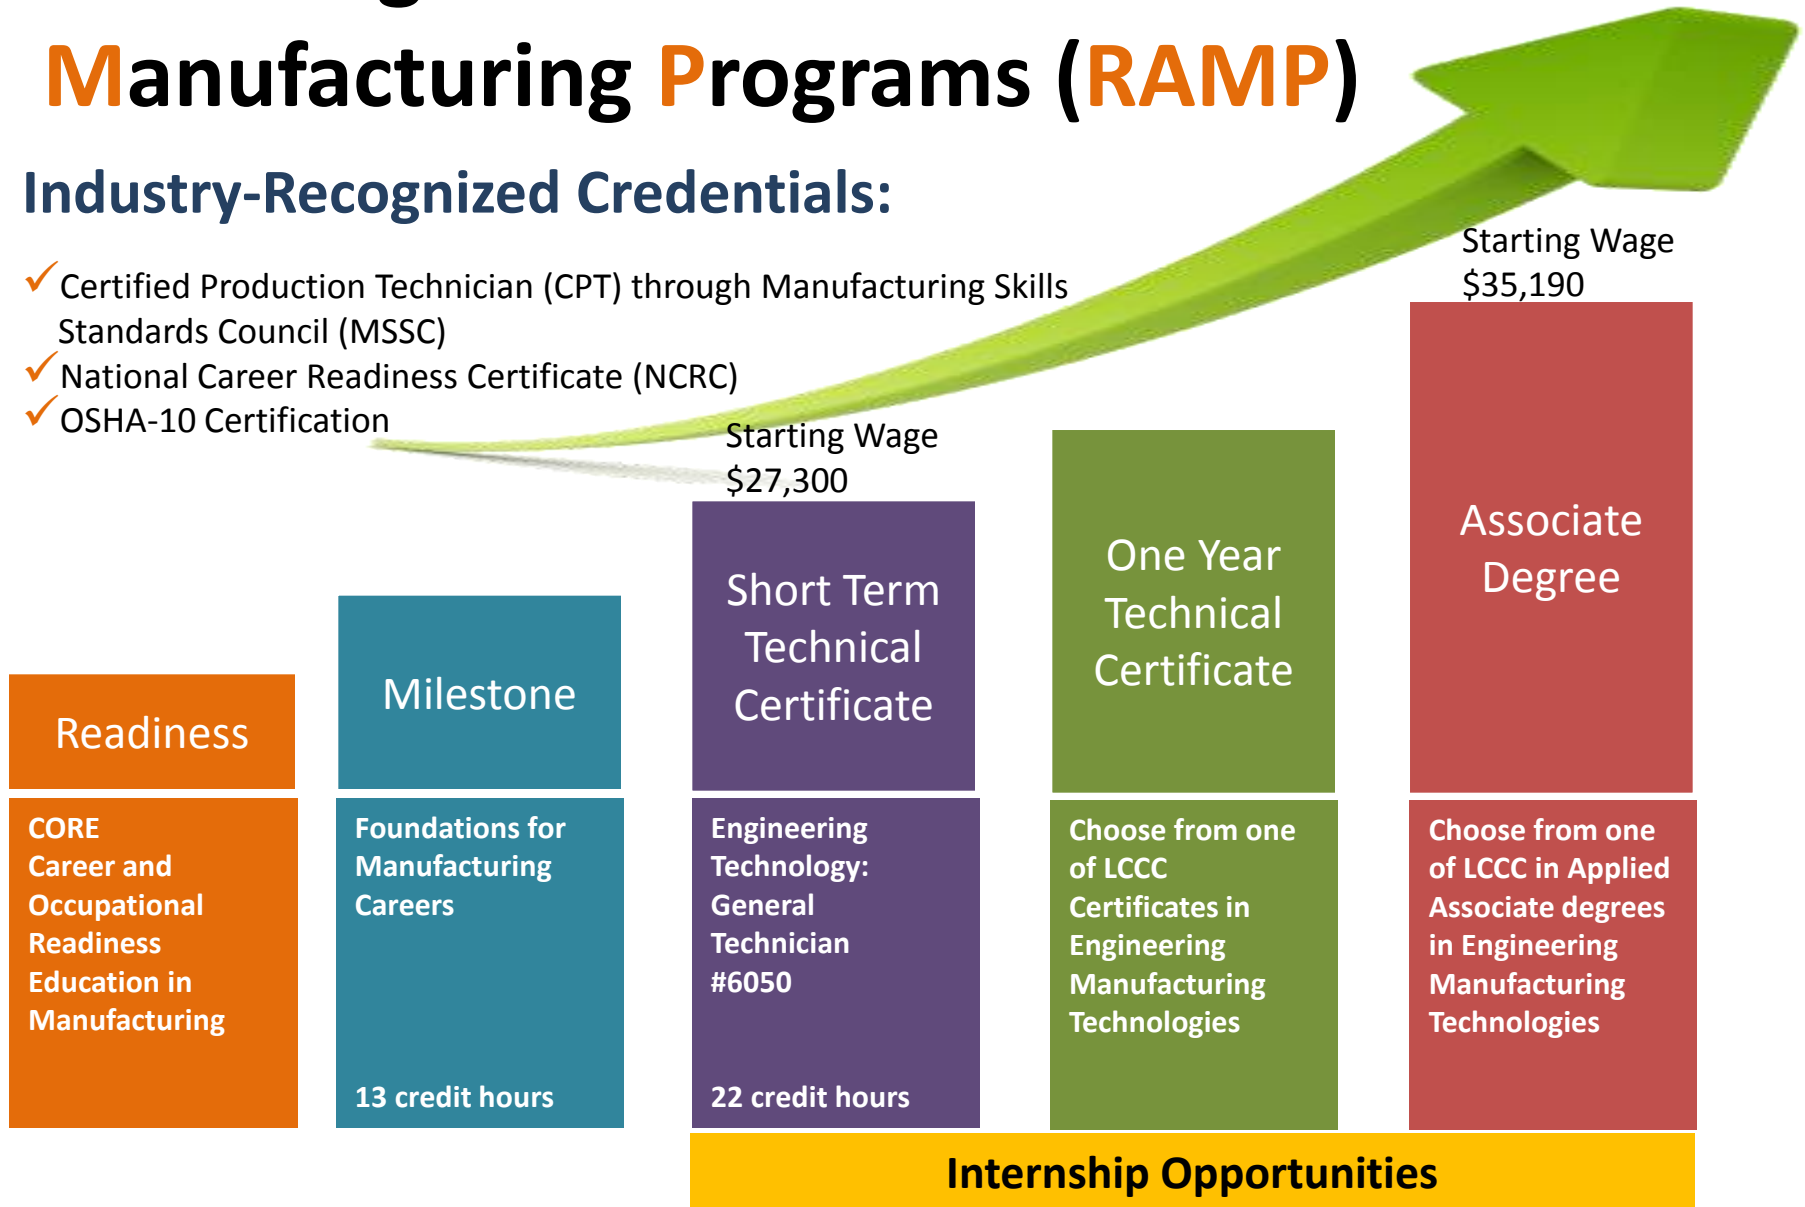 Manufacturing Programs (RAMP)
Industry-Recognized Credentials:
Certified Production Technician (CPT) through Manufacturing Skills
Standards Council (MSSC)
National Career Readiness Certificate (NCRC)
OSHA-10 Certification
Starting Wage
$27,300
Starting Wage
$35,190
Readiness
Milestone
Short Term
Technical
Certificate
One Year
Technical
Certificate
Associate
Degree
CORE
Career and
Occupational
Readiness
Education in
Manufacturing
Foundations for
Manufacturing
Careers
13 credit hours
Engineering
Technology:
General
Technician
#6050
22 credit hours
Choose from one
of LCCC
Certificates in
Engineering
Manufacturing
Technologies
Choose from one
of LCCC in Applied
Associate degrees
in Engineering
Manufacturing
Technologies
Internship Opportunities